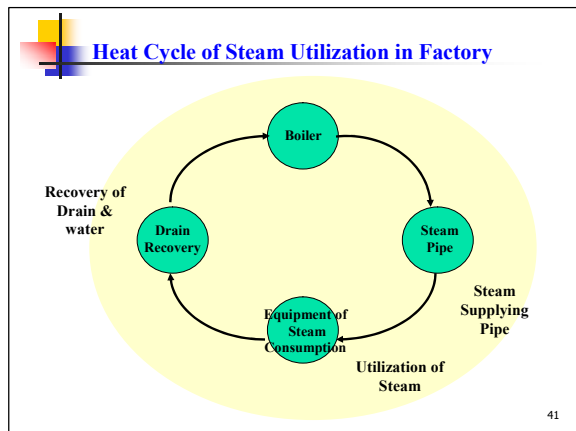 Heat Cycle of Steam Utilization in Factory
Boiler
Recovery of
Drain &
water
Drain
Recovery
Steam
Pipe
Steam
Supplying
Pipe
Equipment of
Steam
Consumption
Utilization of
Steam
41